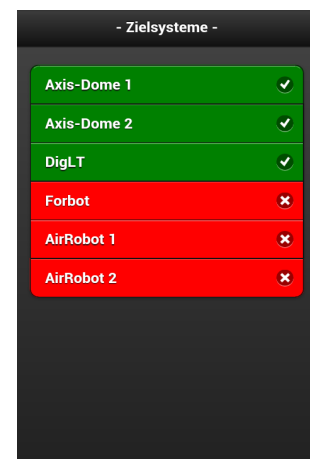 - Zielsysteme -
Axis-Dome 1
Axis-Dome 2
DigLT
Forbot
AirRobot 1
AirRobot 2